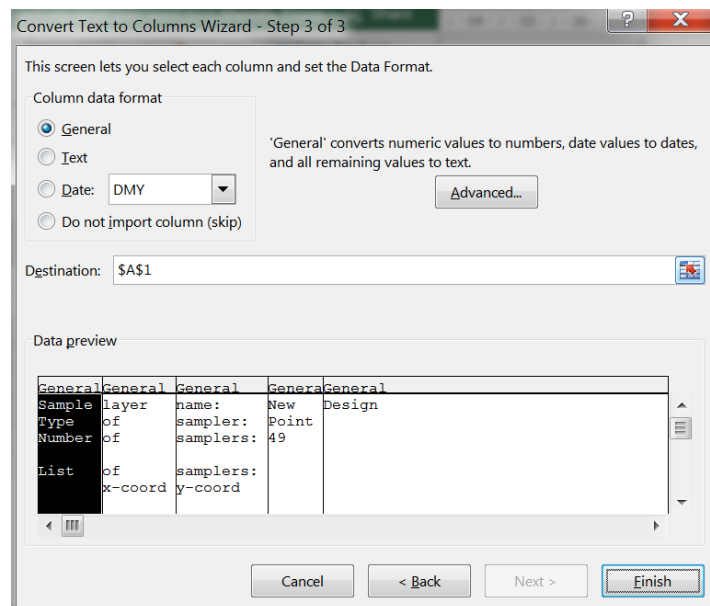 Convert Text to Columns Wizard - Step 3 of 3
This screen lets you select each column and set the Data Format.
Column data format
General
Text
Date: DMY
Do not import column (skip)
'General' converts numeric values to numbers, date values to dates,
and all remaining values to text.
Advanced...
Destination: $A$1
Data preview
General General General Genera General
Sample layer name: New Design
Type of sampler: Point
Number of samplers: 49
List of samplers:
x-coord y-coord
Cancel < Back Next > Finish